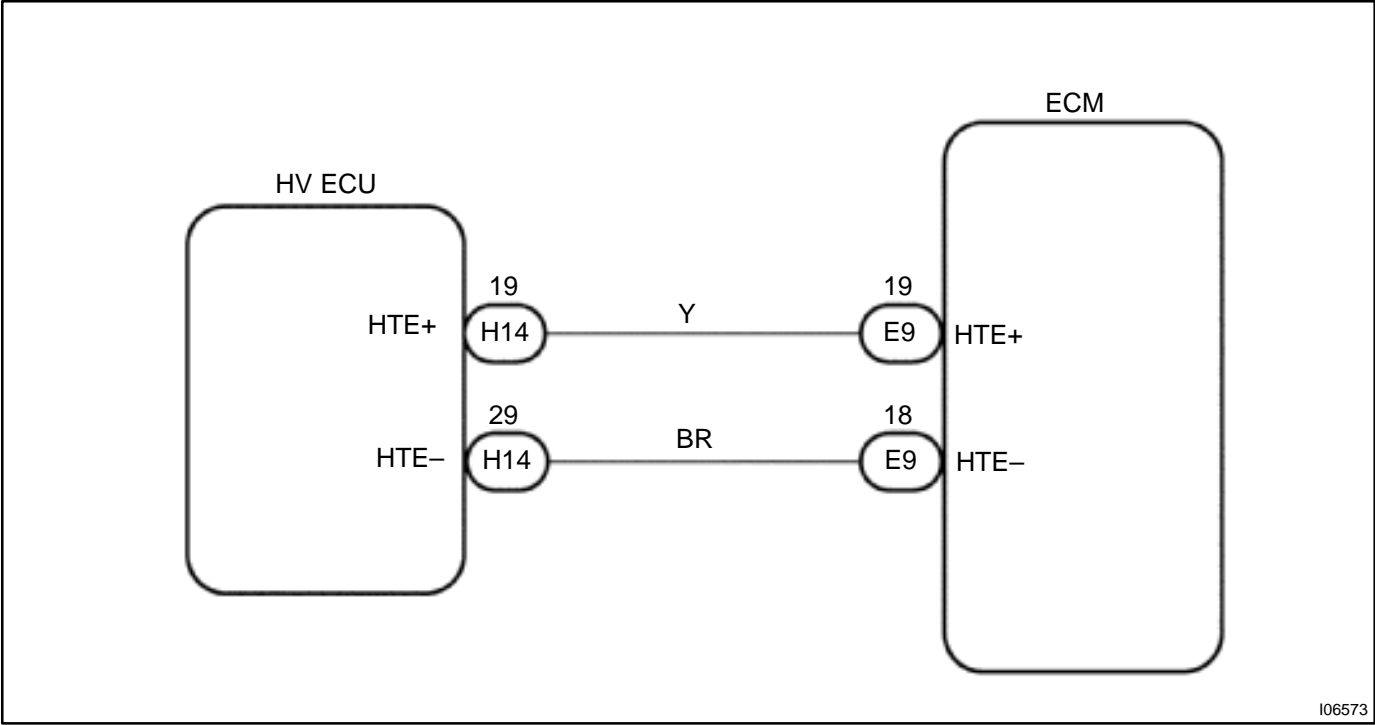 ECM
HV ECU
19
19
HTE+
H14
Y
E9
HTE+
29
18
HTE–
H14
BR
E9
HTE–
I06573